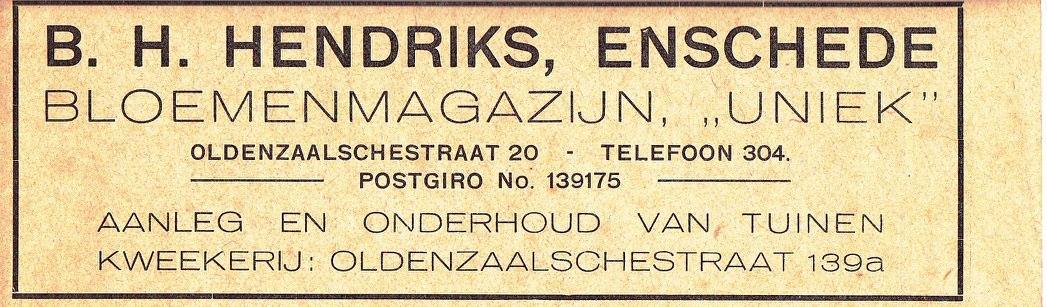 B. H. HENDRIKS, ENSCHEDE
BLOEMENMAGAZIJN, „UNIEK”
OLDENZAALSCHESTRAAT 20 - TELEFOON 304.
POSTGIRO No. 139175
AANLEG EN ONDERHOUD VAN TUINEN
KWEEKERIJ: OLDENZAALSCHESTRAAT 139a